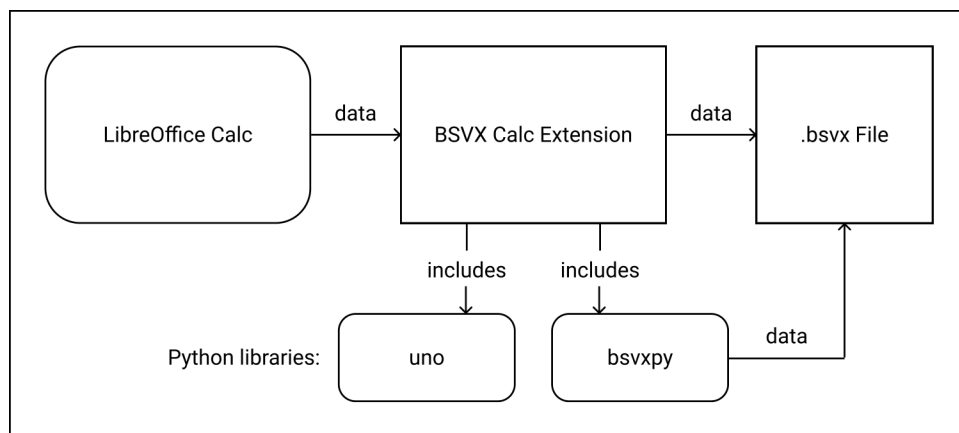 LibreOffice Calc
data
BSVX Calc Extension
data
.bsvx File
includes
includes
Python libraries:
uno
bsvxpy
data